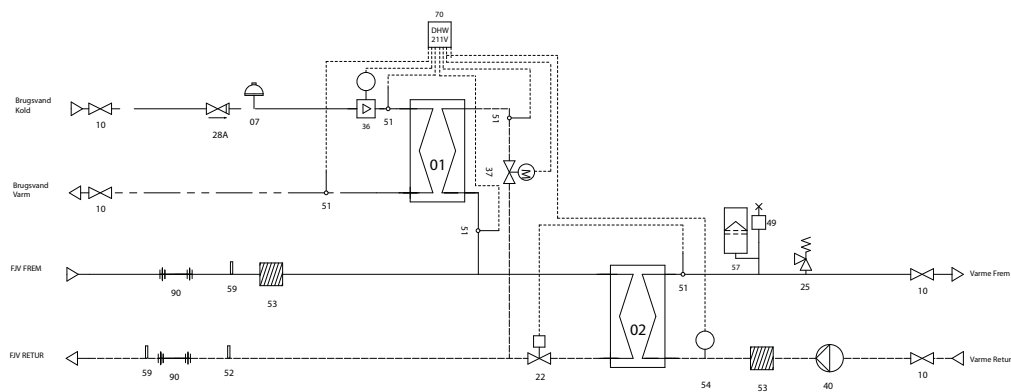 70
DHW
211V
Brugsvand
Kold
10
28A
07
36
51
51
01
37
M
Brugsvand
Varm
10
51
51
49
57
FJV FREM
90
59
53
51
25
10
Varme Frem
02
FJV RETUR
59
90
52
22
54
53
40
10
Varme Retur